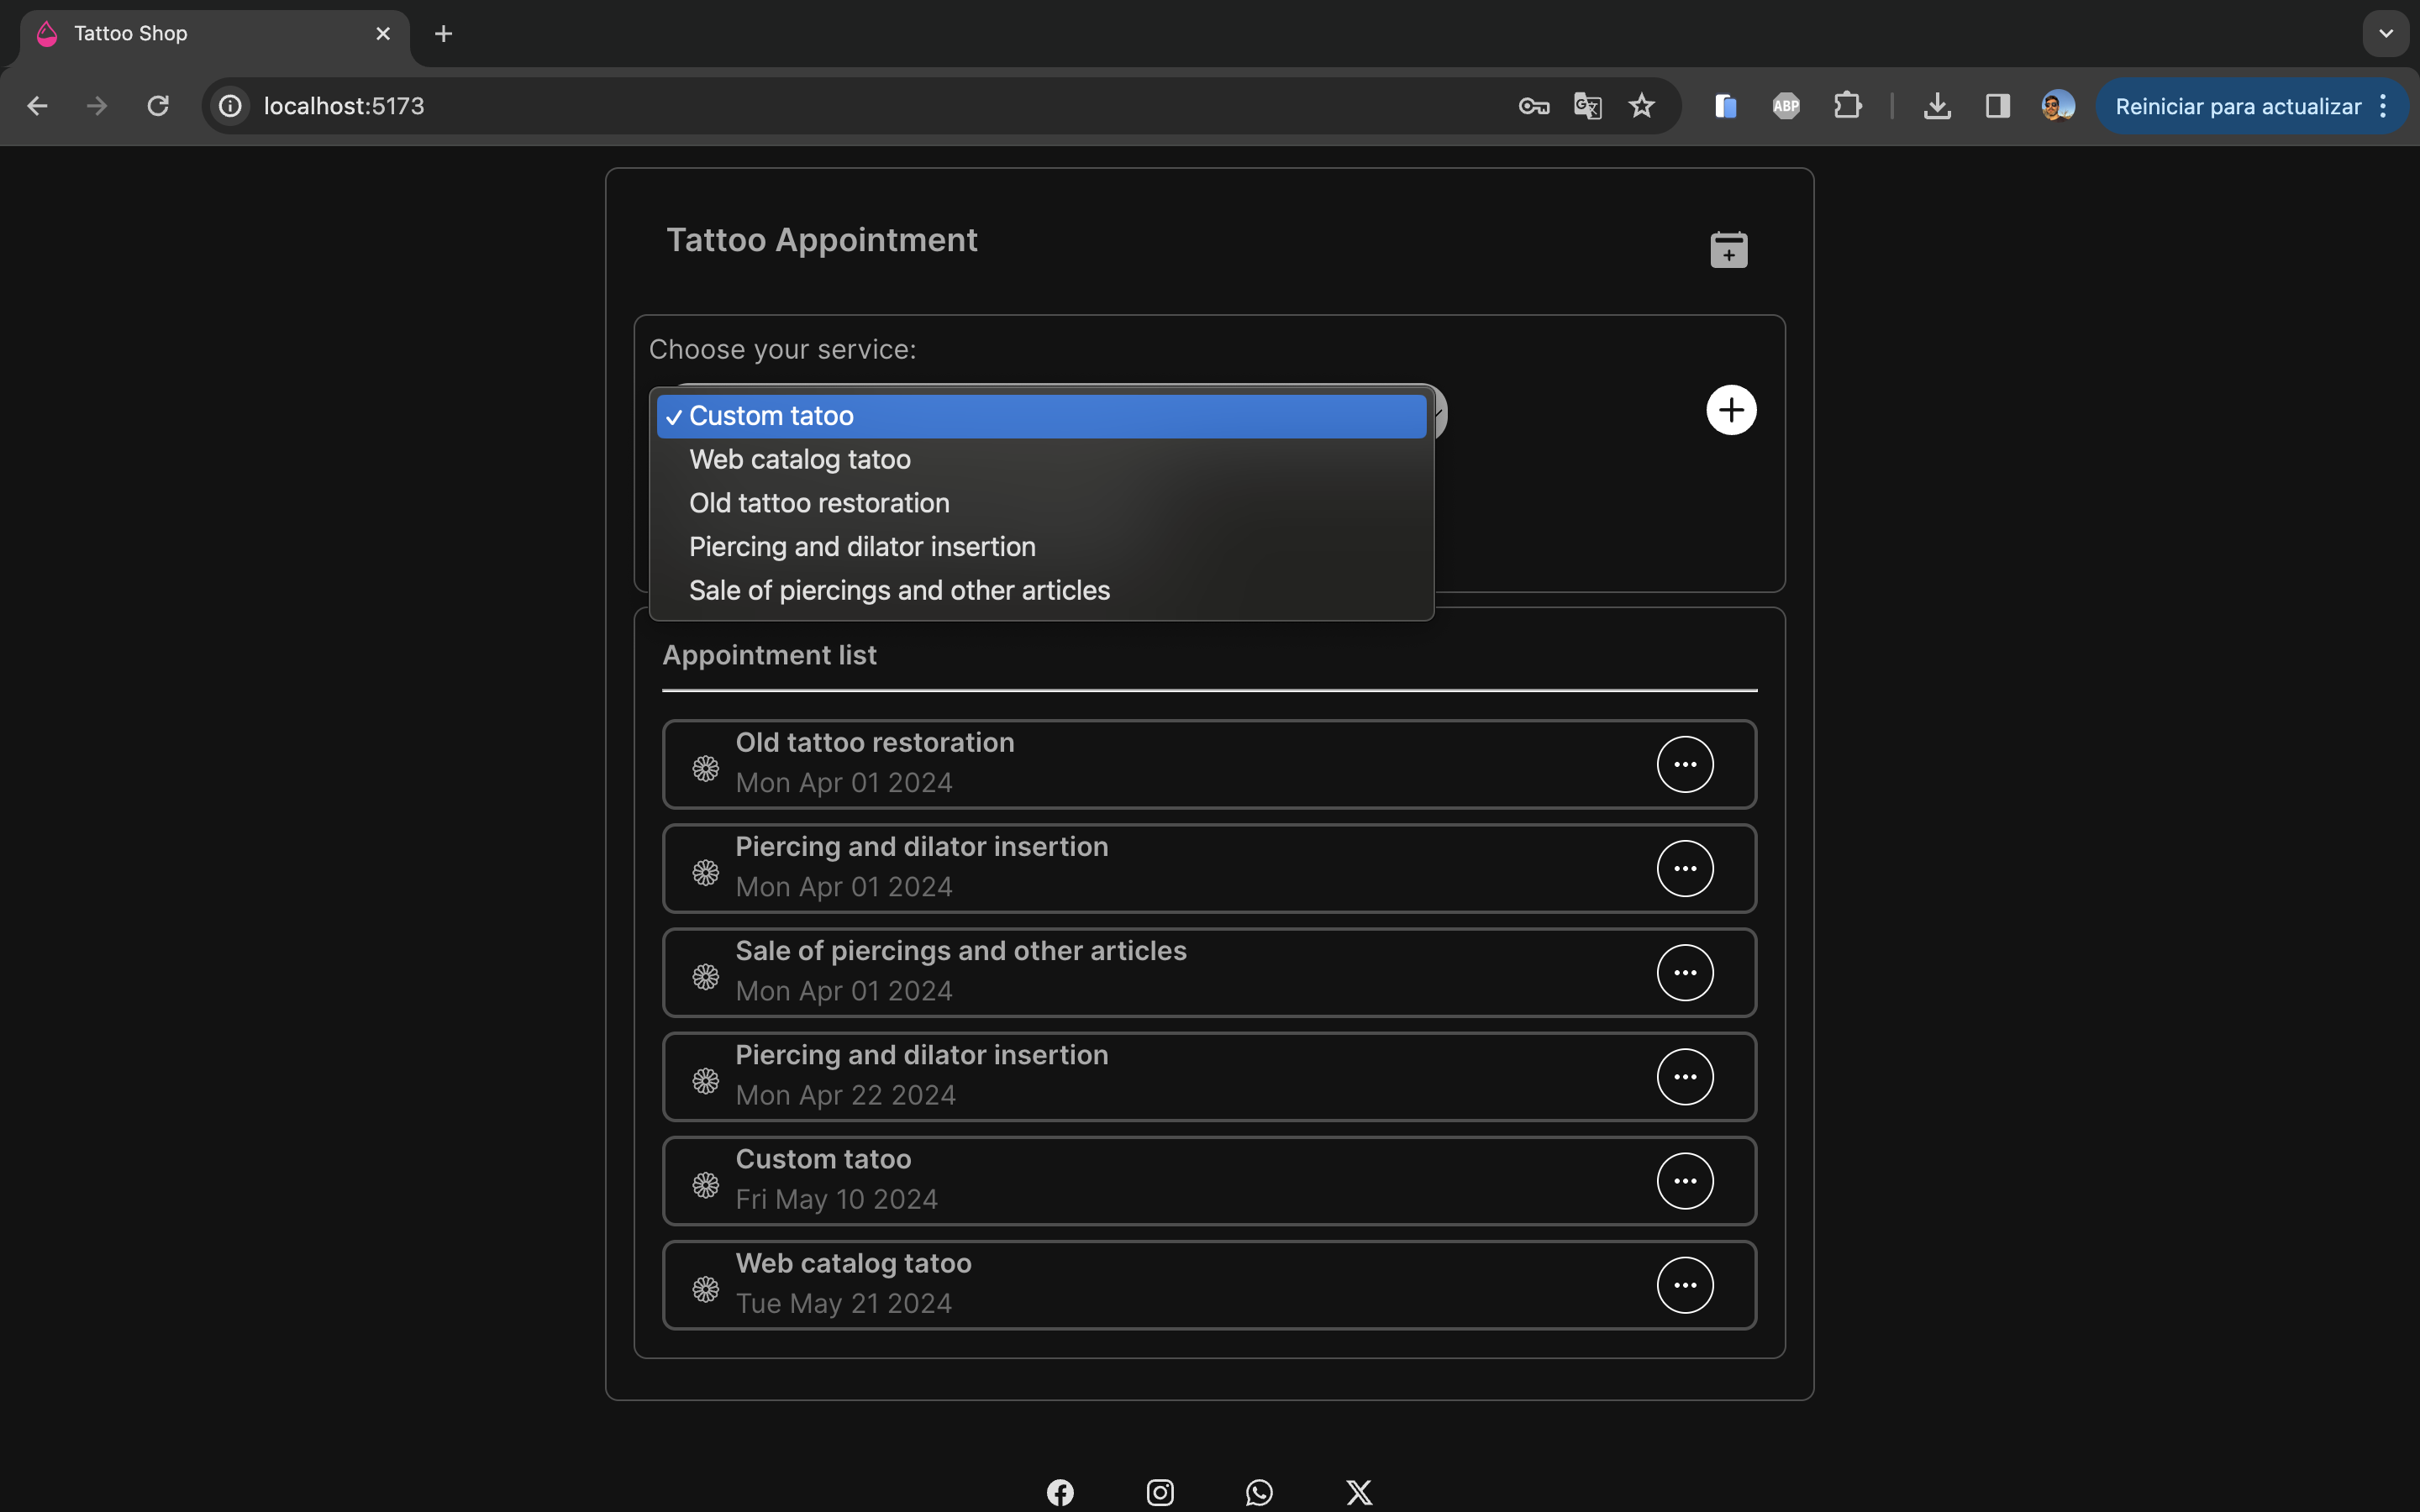 Tattoo Shop
localhost:5173
ABP
Reiniciar para actualizar
Tattoo Appointment
Choose your service:
Custom tatoo
Web catalog tatoo
Old tattoo restoration
Piercing and dilator insertion
Sale of piercings and other articles
Appointment list
Old tattoo restoration
Mon Apr 01 2024
Piercing and dilator insertion
Mon Apr 01 2024
Sale of piercings and other articles
Mon Apr 01 2024
Piercing and dilator insertion
Mon Apr 22 2024
Custom tatoo
Fri May 10 2024
Web catalog tatoo
Tue May 21 2024